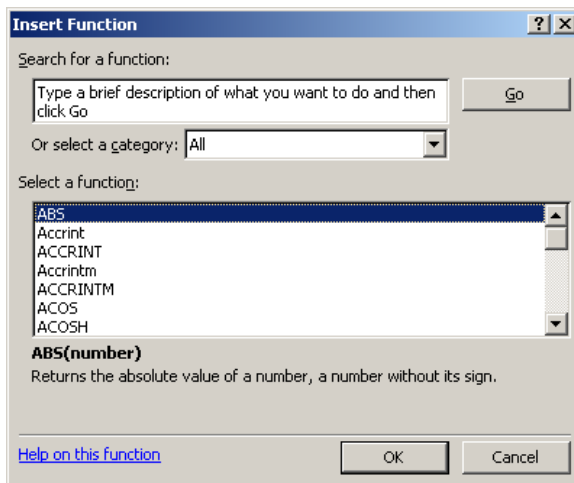 Insert Function
Search for a function:
Type a brief description of what you want to do and then
click Go
Go
Or select a category: All
Select a function:
ABS
Accrint
ACCRINT
Accrintm
ACCRINTM
ACOS
ACOSH
ABS(number)
Returns the absolute value of a number, a number without its sign.
Help on this function
OK
Cancel